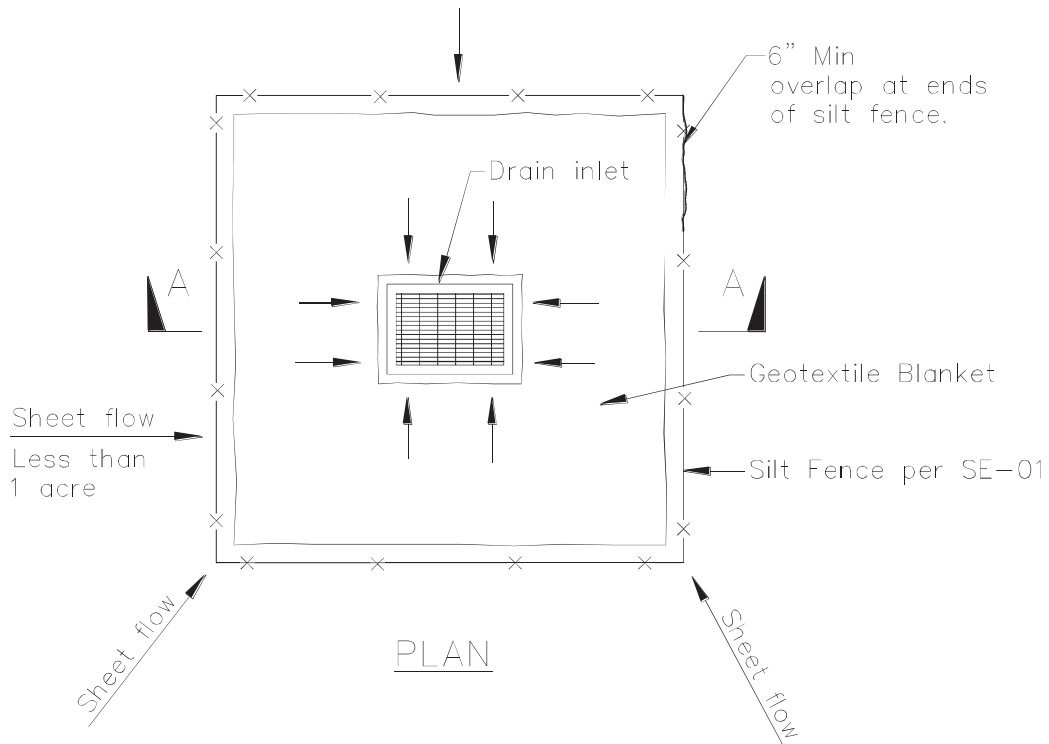 6” Min
overlap at ends
of silt fence.
Drain inlet
A
A
Geotextile Blanket
Sheet flow
Less than
1 acre
Silt Fence per SE-01
Sheet flow
Sheet flow
PLAN